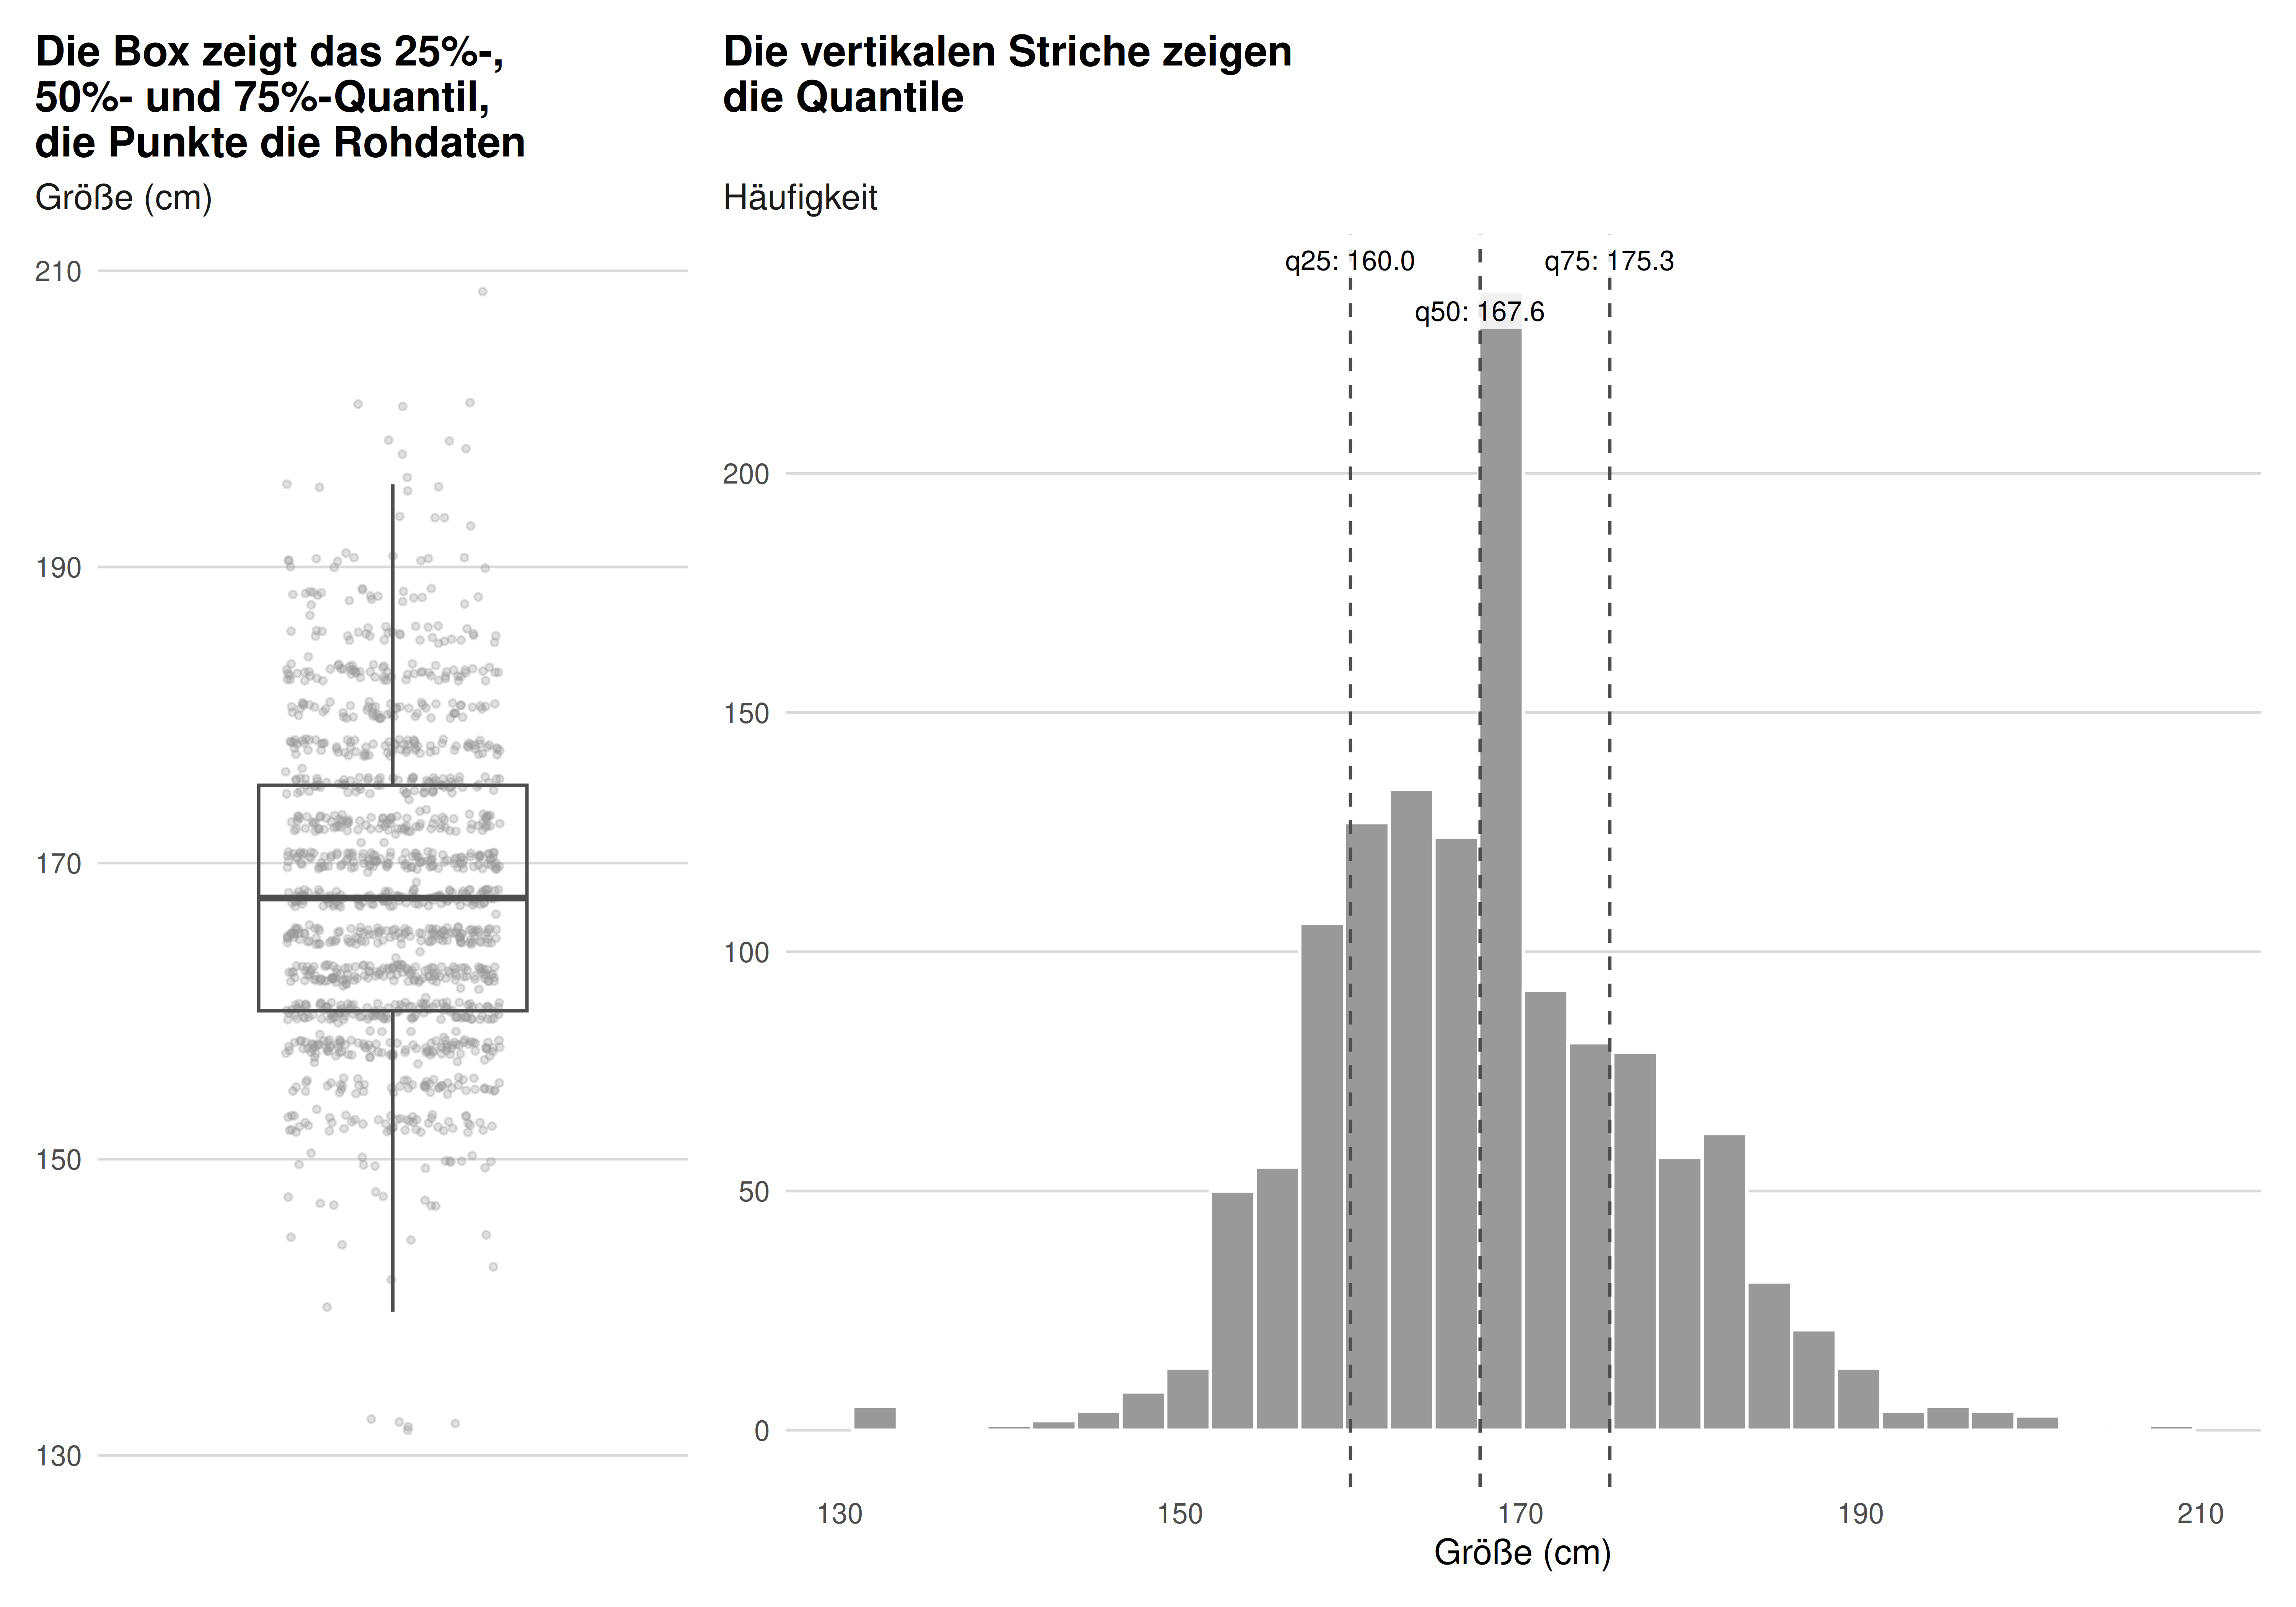 Die Box zeigt das 25%-,
50%- und 75%-Quantil,
die Punkte die Rohdaten
Größe (cm)
210
190
170
150
130
Die vertikalen Striche zeigen
die Quantile
Häufigkeit
q25: 160.0
q75: 175.3
q50: 167.6
200
150
100
50
0
130 150 170 190 210
Größe (cm)